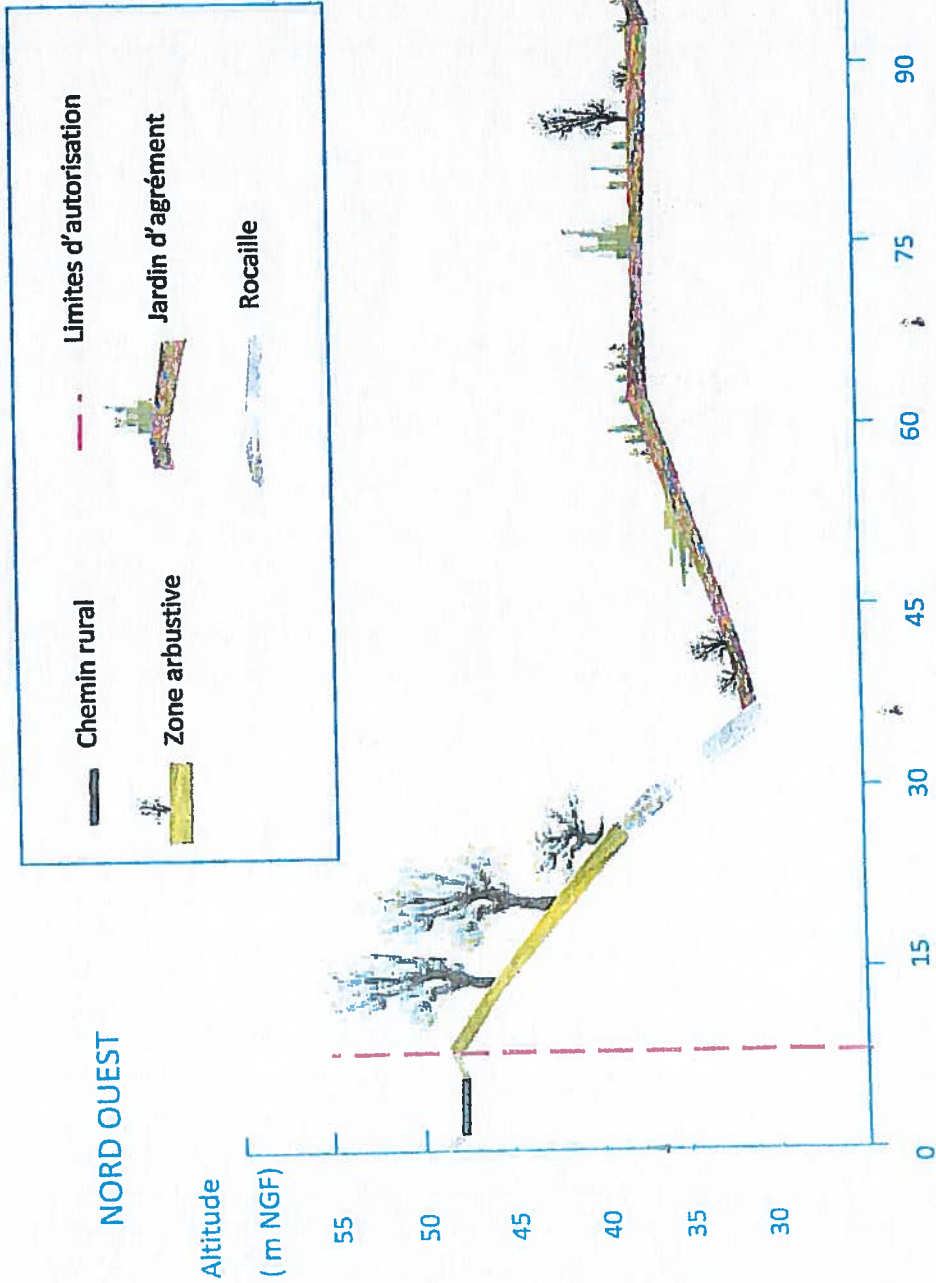 NORD OUEST
Chemin rural
Limites d'autorisation
Zone arbustive
Jardin d'agrément
Rocaille
Altitude
( m NGF)
55
50
45
40
35
30
0
15
30
45
60
75
90